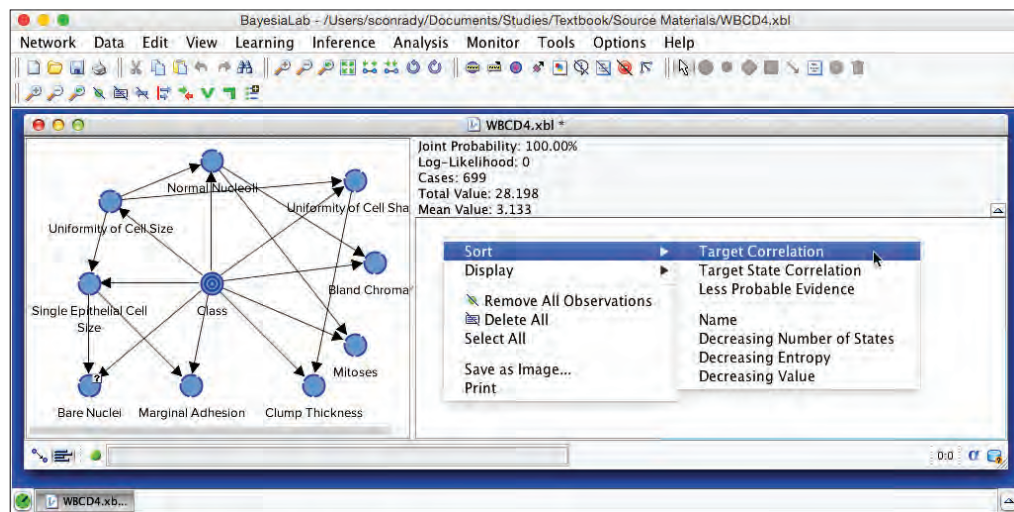 BayesiaLab - /Users/sconrady/Documents/Studies/Textbook/Source Materials/WBCD4.xbl
Network Data Edit View Learning Inference Analysis Monitor Tools Options Help
WBCD4.xbl *
Joint Probability: 100.00%
Log-Likelihood: 0
Cases: 699
Total Value: 28.198
Mean Value: 3.133
Normal Nucleoli
Uniformity of Cell Sha
Uniformity of Cell Size
Bland Chroma
Single Epithelial Cell
Size
Class
Mitoses
?
Bare Nuclei Marginal Adhesion Clump Thickness
Sort
Display
Remove All Observations
Delete All
Select All
Save as Image...
Print
Target Correlation
Target State Correlation
Less Probable Evidence
Name
Decreasing Number of States
Decreasing Entropy
Decreasing Value
0:0
WBCD4.xb...